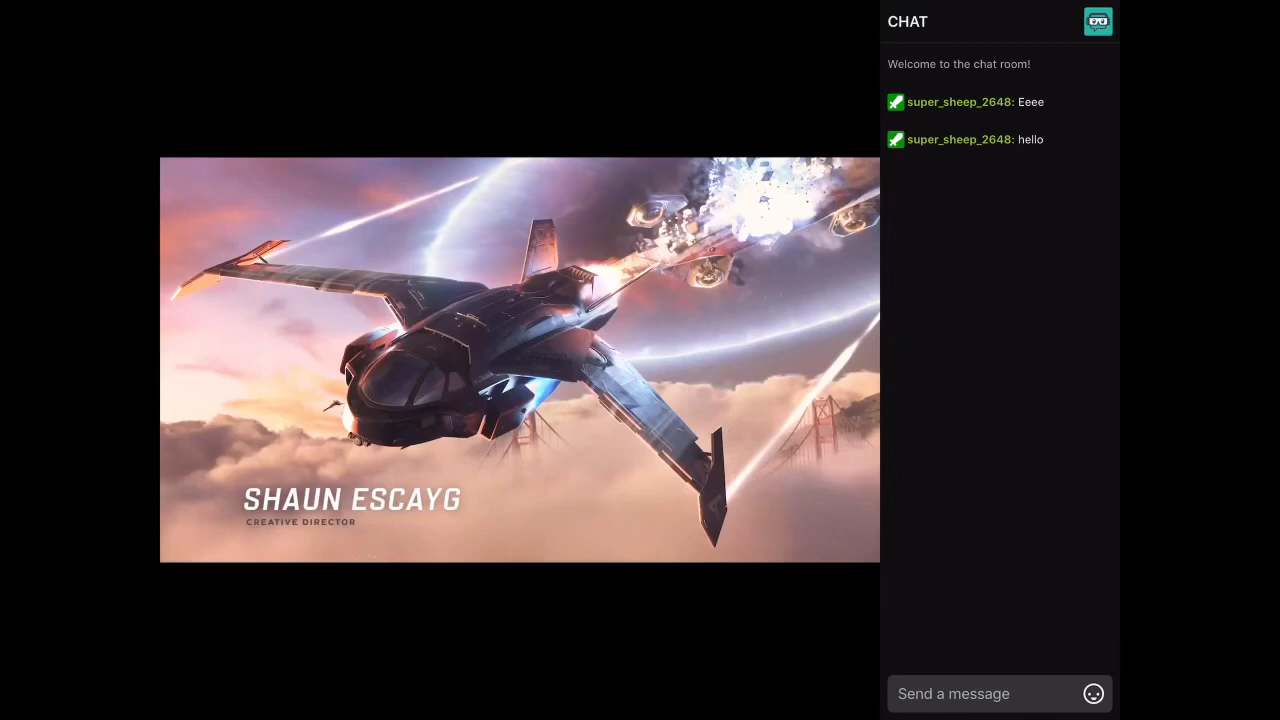 CHAT
Welcome to the chat room!
super_sheep_2648: Eeee
super_sheep_2648: hello
SHAUN ESCAYG
CREATIVE DIRECTOR
Send a message